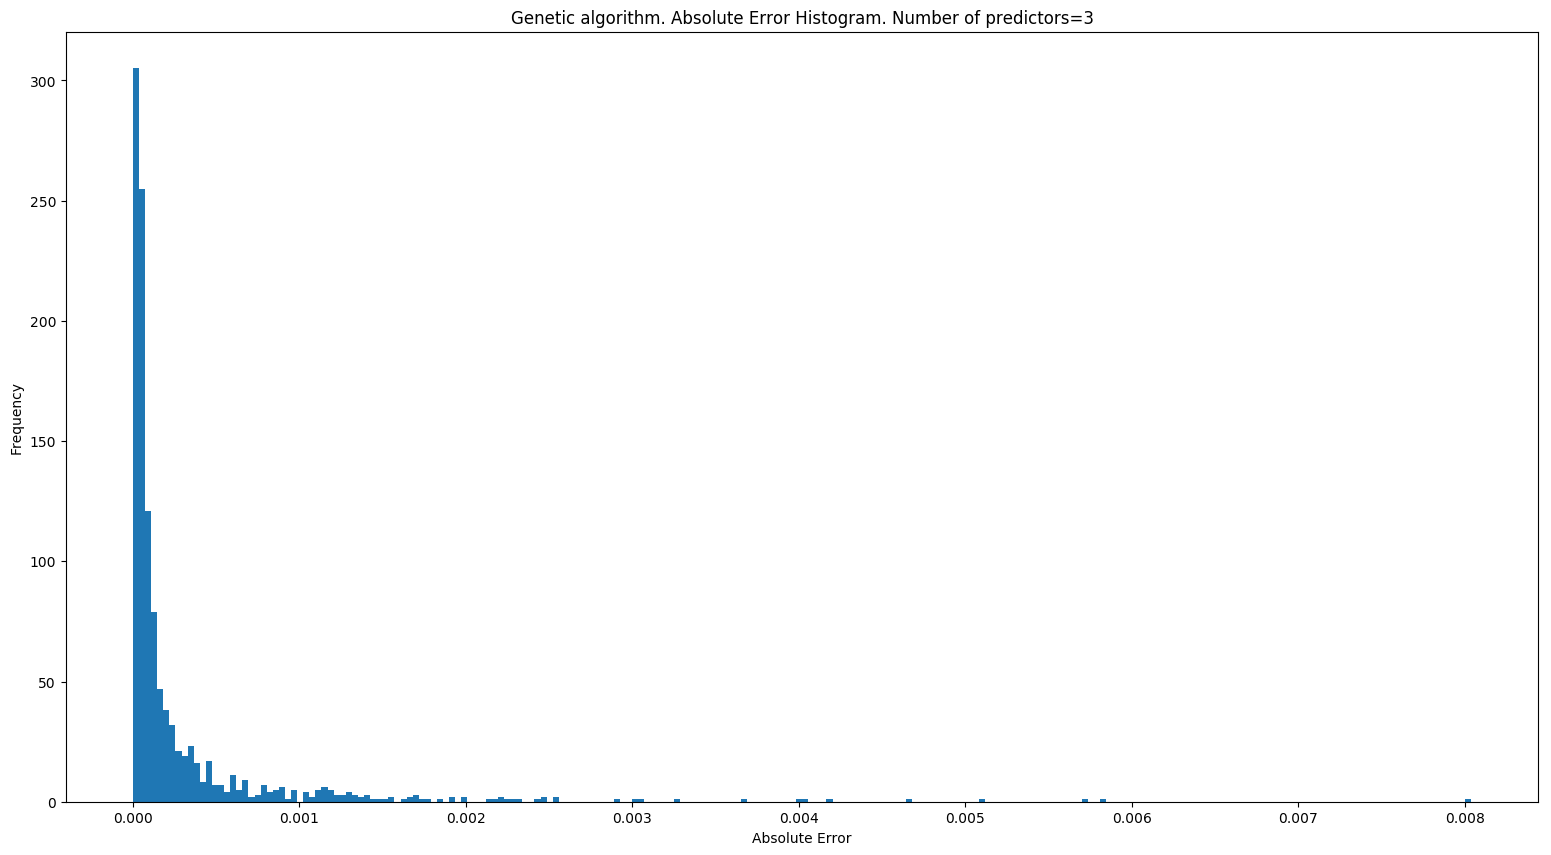 Genetic algorithm. Absolute Error Histogram. Number of predictors=3
300
250
200
150
100
50
0
Frequency
0.000 0.001 0.002 0.003 0.004 0.005 0.006 0.007 0.008
Absolute Error